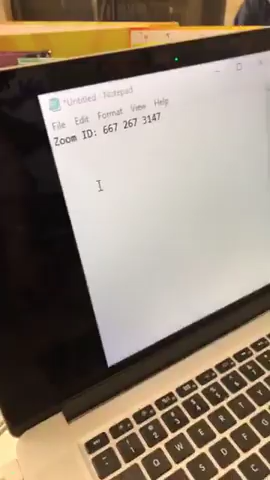 *Untitled - Notepad
File Edit Format View Help
Zoom ID: 667 267 3147
Q W E R
S D F